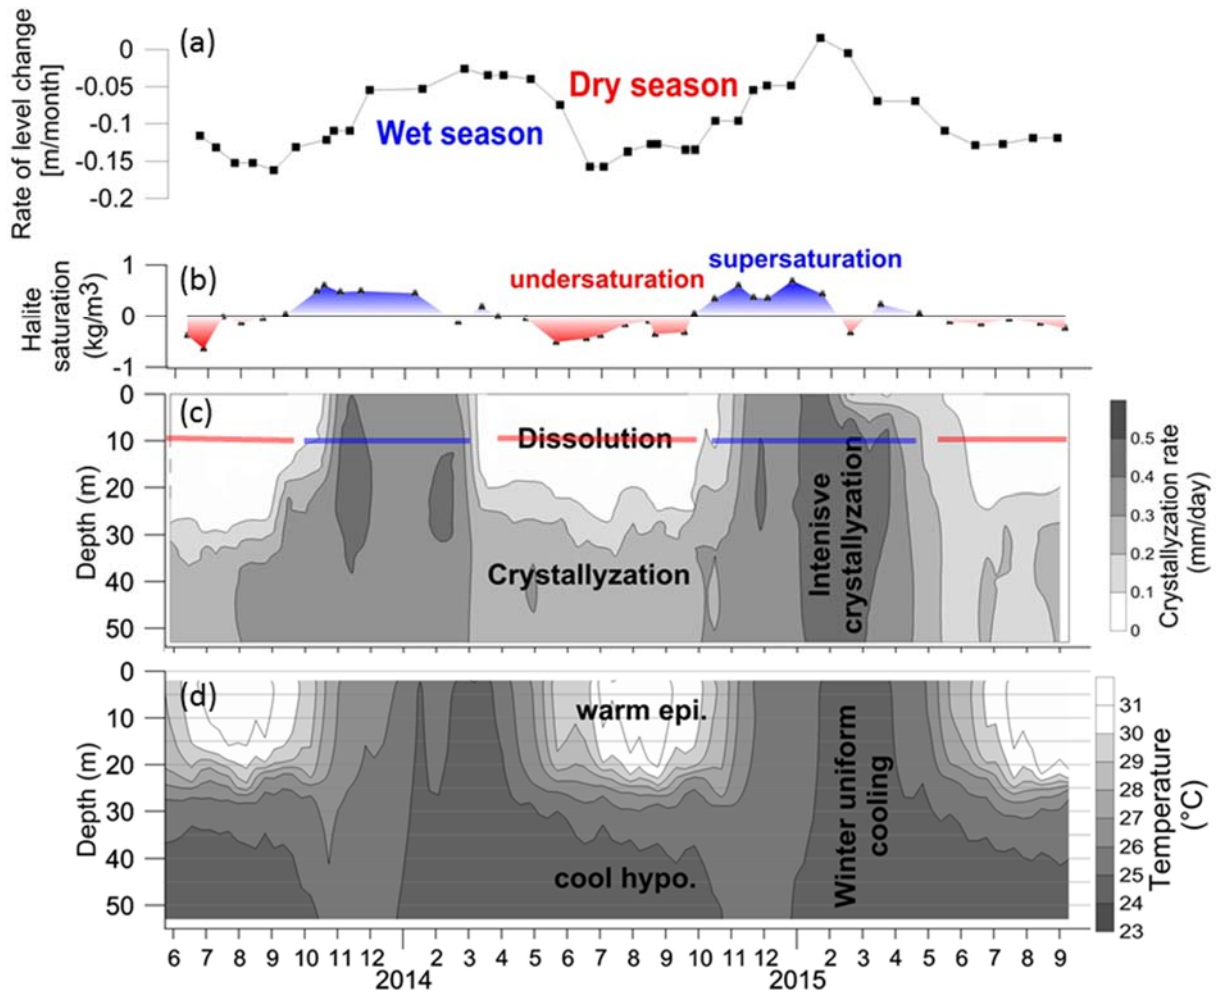 (a)
Rate of level change
[m/month]
0
-0.05
-0.1
-0.15
-0.2
Dry season
Wet season
(b)
Halite
saturation
(kg/m3)
1
0
-1
undersaturation
supersaturation
(c)
Depth (m)
0
10
20
30
40
50
Dissolution
Crystallyzation
Intenisve
crystallyzation
0.5
0.4
0.3
0.2
0.1
0
Crystallyzation rate
(mm/day)
(d)
Depth (m)
0
10
20
30
40
50
warm epi.
cool hypo.
Winter uniform
cooling
31
30
29
28
27
26
25
24
23
Temperature
(°C)
6 7 8 9 10 11 12 2 3 4 5 6 7 8 9 10 11 12 2 3 4 5 6 7 8 9
2014 2015